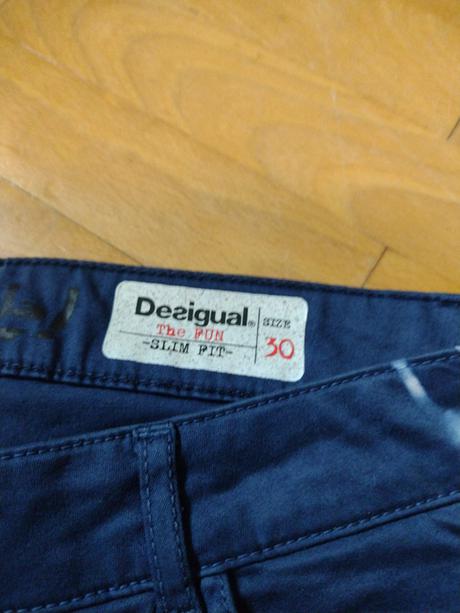 Desigual®
The FUN
-SLIM FIT-
SIZE
30